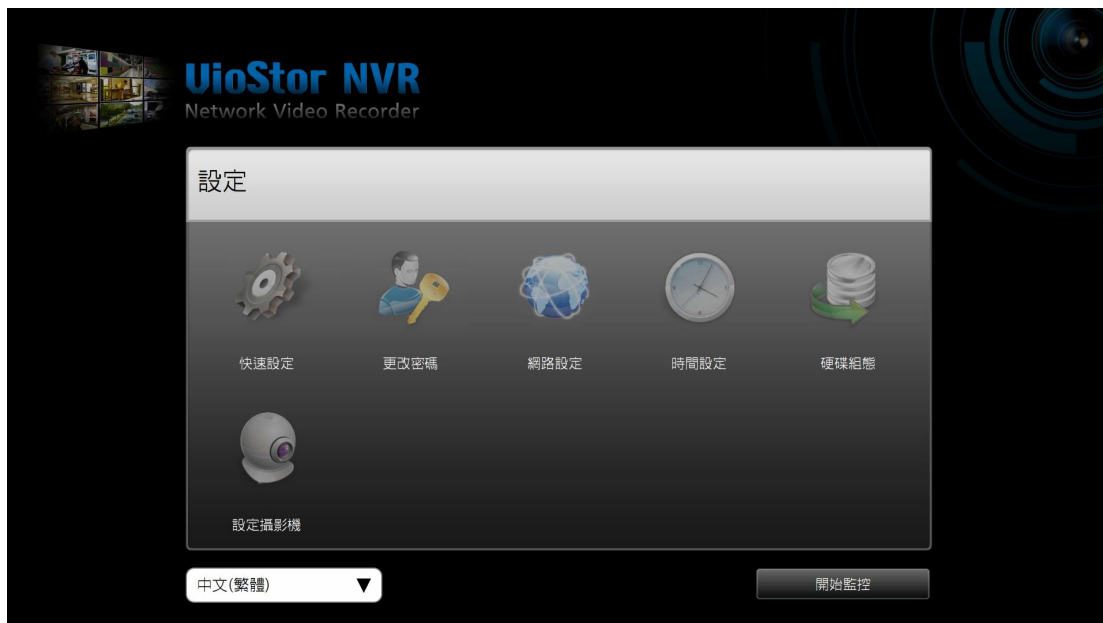 VioStor NVR
Network Video Recorder
設定
快速設定
更改密碼
網路設定
時間設定
硬碟組態
設定攝影機
中文(繁體)
開始監控